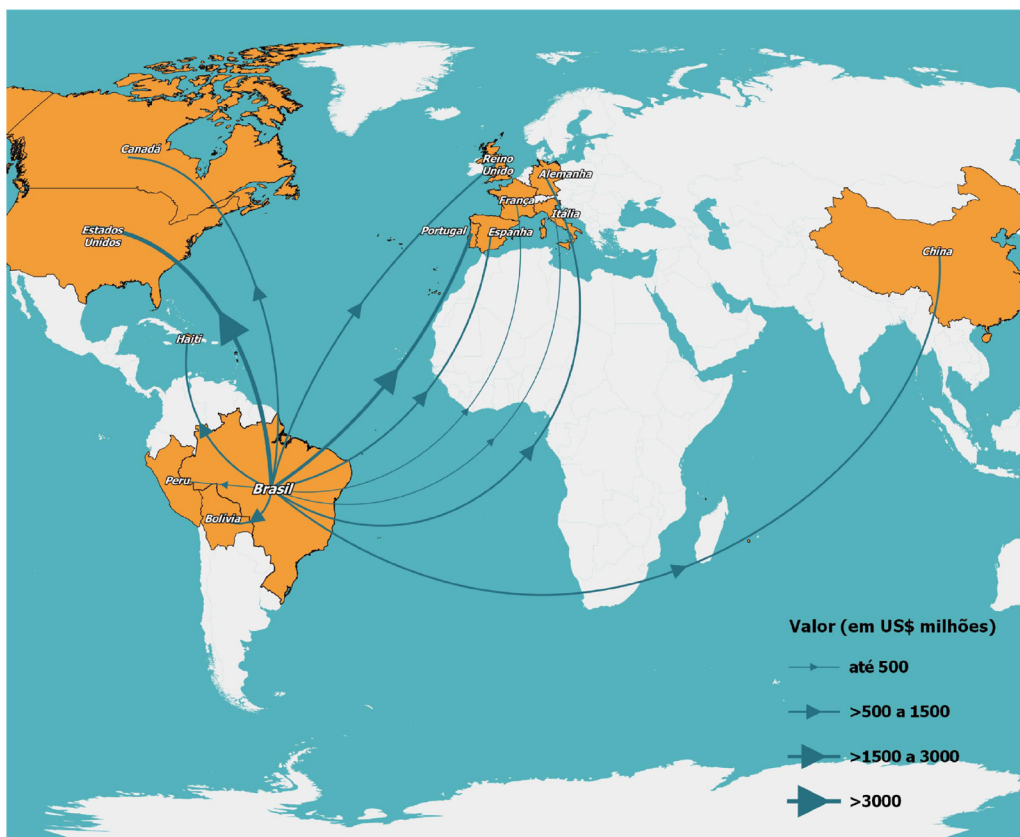 Canadá
Reino
Unido
Alemanha
França
Itália
Estados
Unidos
Portugal
Espanha
China
Haiti
Peru
Brasil
Bolívia
Valor (em US$ milhões)
até 500
>500 a 1500
>1500 a 3000
>3000